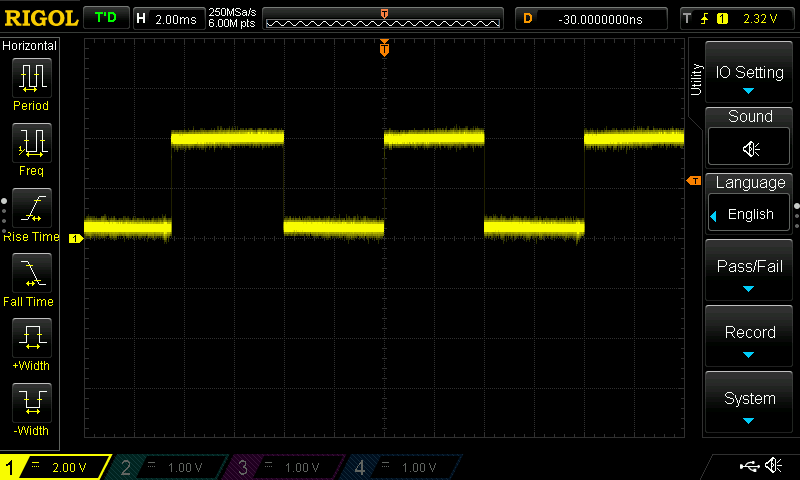 RIGOL T'D H 2.00ms 250MSa/s
6.00M pts T D -30.0000000ns T 1 2.32 V
Horizontal
Period
Freq
Rise Time
Fall Time
+Width
-Width
T
T
1
Utility
IO Setting
Sound
Language
English
Pass/Fail
Record
System
1 2.00 V 2 1.00 V 3 1.00 V 4 1.00 V